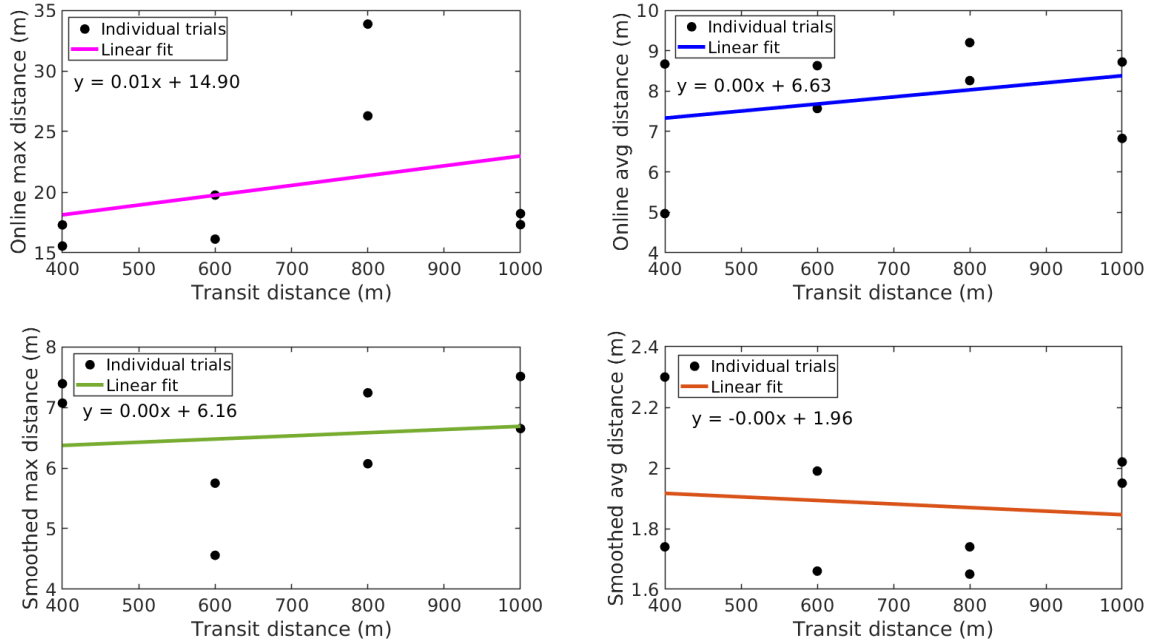 Online max distance (m)
35
30
25
20
15
Individual trials
Linear fit
y = 0.01x + 14.90
400 500 600 700 800 900 1000
Transit distance (m)
Online avg distance (m)
10
9
8
7
6
5
4
Individual trials
Linear fit
y = 0.00x + 6.63
400 500 600 700 800 900 1000
Transit distance (m)
Smoothed max distance (m)
8
7
6
5
4
Individual trials
Linear fit
y = 0.00x + 6.16
400 500 600 700 800 900 1000
Transit distance (m)
Smoothed avg distance (m)
2.4
2.2
2
1.8
1.6
Individual trials
Linear fit
y = -0.00x + 1.96
400 500 600 700 800 900 1000
Transit distance (m)